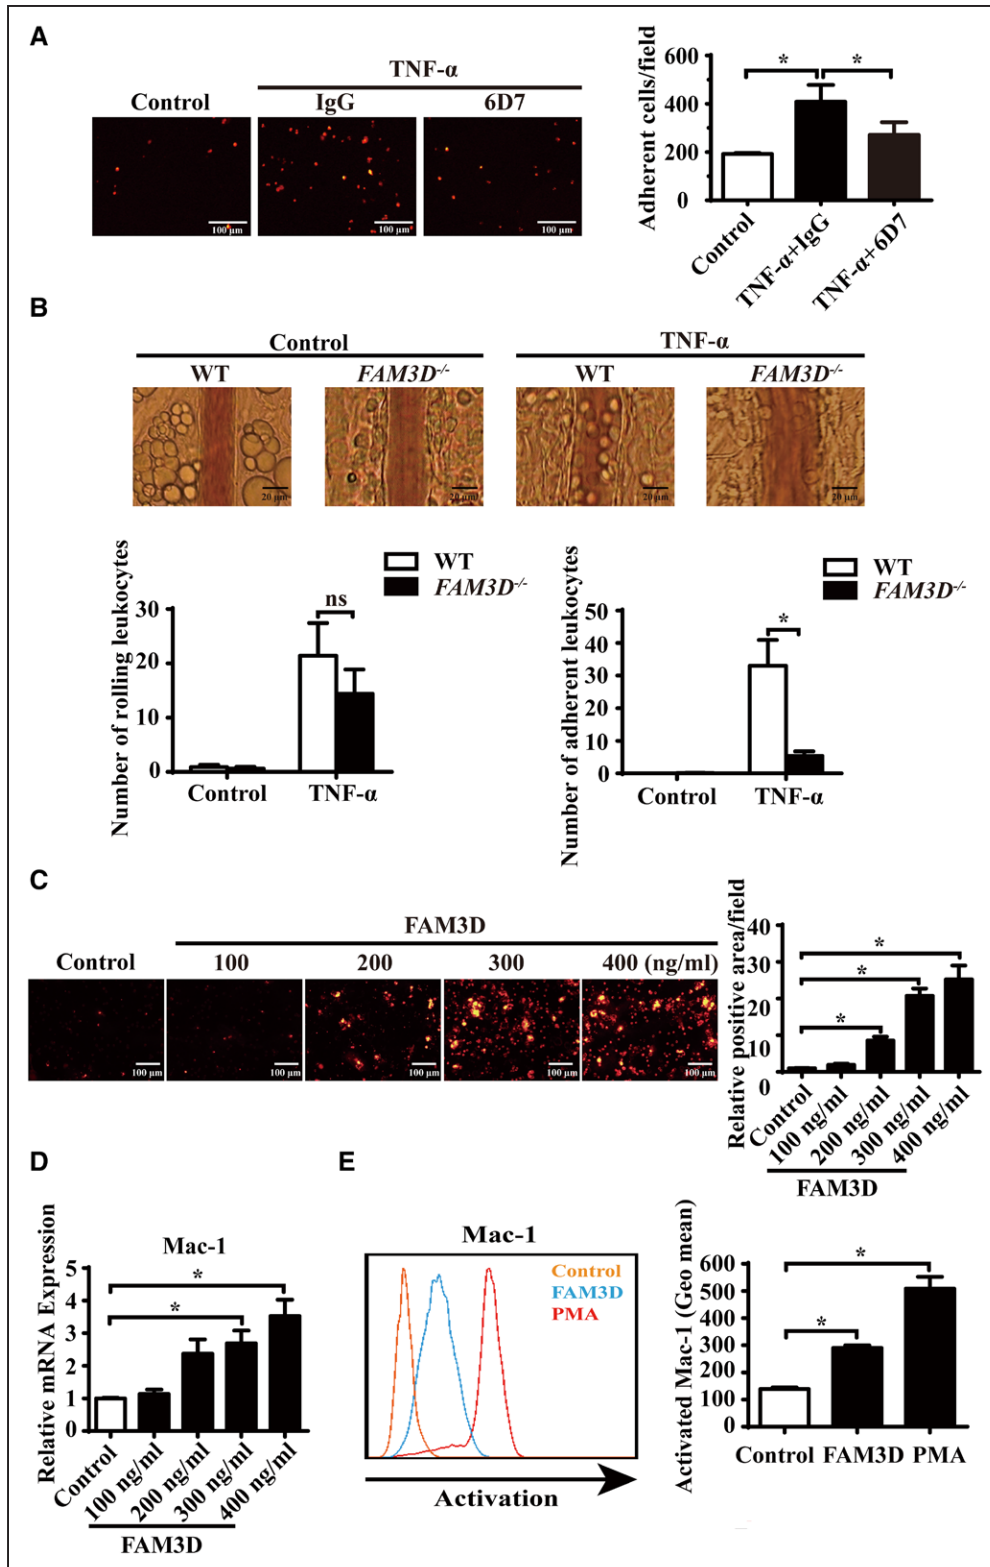 A
TNF-α
Control
IgG
6D7
100 μm
100 μm
100 μm
Adherent cells/field
600
400
200
0
*
*
Control
TNF-α+IgG
TNF-α+6D7
B
Control
TNF-α
WT
FAM3D-/-
WT
FAM3D-/-
20 μm
20 μm
20 μm
20 μm
Number of rolling leukocytes
30
20
10
0
ns
WT
FAM3D-/-
Control
TNF-α
Number of adherent leukocytes
50
40
30
20
10
0
*
WT
FAM3D-/-
Control
TNF-α
C
FAM3D
Control
100
200
300
400 (ng/ml)
100 μm
100 μm
100 μm
100 μm
100 μm
Relative positive area/field
40
30
20
10
0
*
*
*
Control
100 ng/ml
200 ng/ml
300 ng/ml
400 ng/ml
FAM3D
D
Mac-1
Relative mRNA Expression
5
4
3
2
1
0
*
*
Control
100 ng/ml
200 ng/ml
300 ng/ml
400 ng/ml
FAM3D
E
Mac-1
Control
FAM3D
PMA
Activation
Activated Mac-1 (Geo mean)
600
500
400
300
200
100
0
*
*
Control
FAM3D
PMA